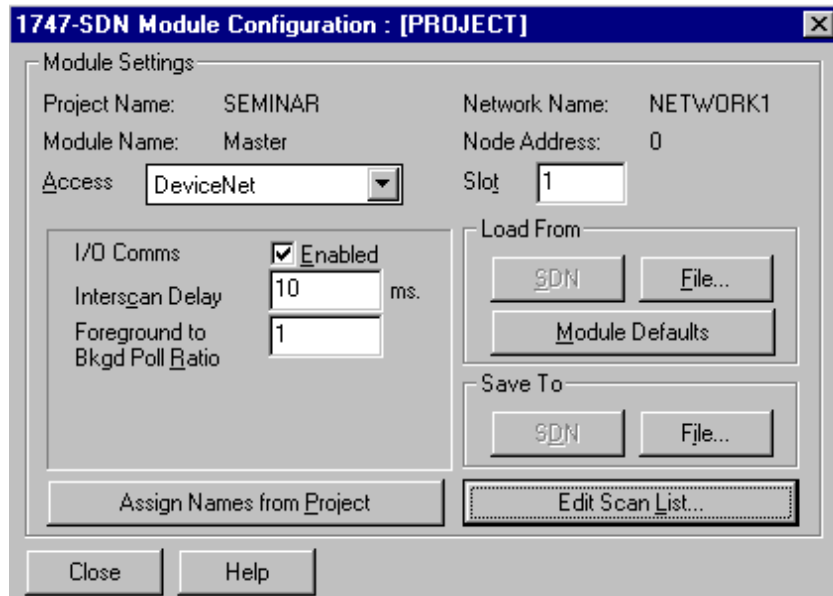 1747-SDN Module Configuration : [PROJECT]
Module Settings
Project Name: SEMINAR Network Name: NETWORK1
Module Name: Master Node Address: 0
Access DeviceNet Slot 1
I/O Comms Enabled
Interscan Delay 10 ms.
Foreground to
Bkgd Poll Ratio 1
Load From
SDN File...
Module Defaults
Save To
SDN File...
Assign Names from Project Edit Scan List...
Close Help